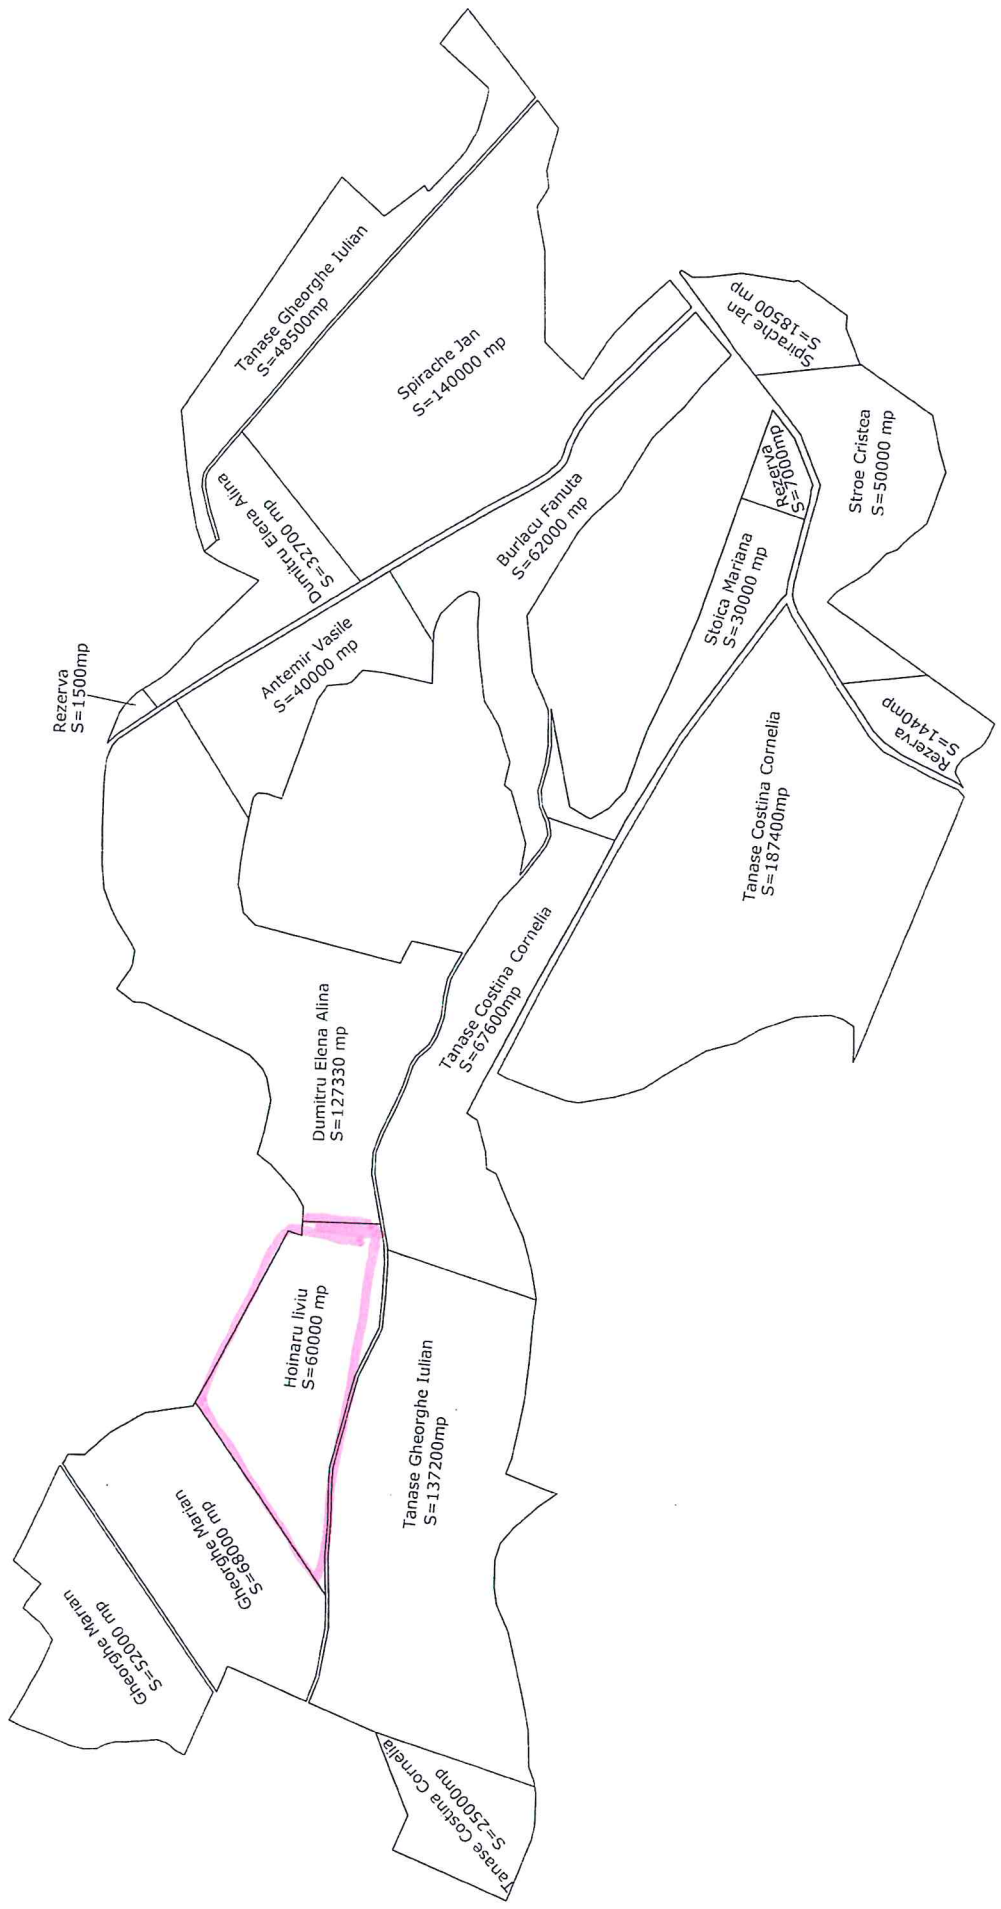 Tanase Gheorghe Iulian
S=48500mp
Spirache Jan
S=140000 mp
Spirache Jan
S=18500 mp
Dumitru Elena Alina
S=32700 mp
Rezerva
S=7000mp
Stroe Cristea
S=50000 mp
Burlacu Fanuta
S=62000 mp
Stoica Mariana
S=30000 mp
Rezerva
S=1500mp
Antemir Vasile
S=40000 mp
Rezerva
S=1440mp
Tanase Costina Cornelia
S=187400mp
Tanase Costina Cornelia
S=67600mp
Dumitru Elena Alina
S=127330 mp
Hoinaru liviu
S=60000 mp
Tanase Gheorghe Iulian
S=137200mp
Gheorghe Marian
S=68000 mp
Gheorghe Marian
S=52000 mp
Tanase Costina Cornelia
S=25000mp